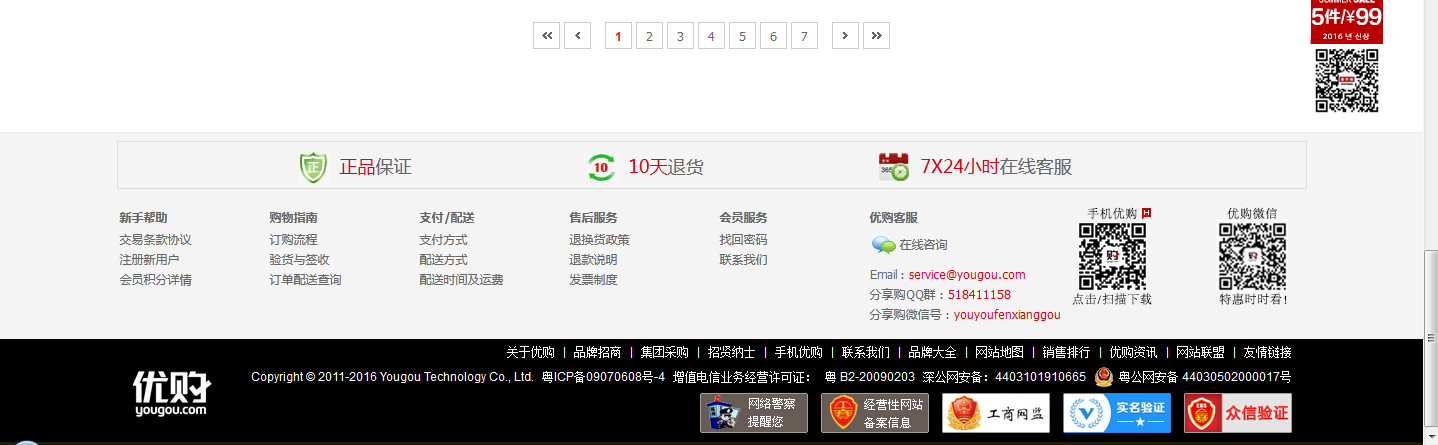 SUMMER SALE
5件/¥99
2016 年 新尚
1 2 3 4 5 6 7
正 正品保证
10 10天退货
365 7X24小时在线客服
新手帮助 购物指南 支付/配送 售后服务 会员服务 优购客服 手机优购 优购微信
交易条款协议 订购流程 支付方式 退换货政策 找回密码 在线咨询
注册新用户 验货与签收 配送方式 退款说明 联系我们
会员积分详情 订单配送查询 配送时间及运费 发票制度
Email : service@yougou.com
分享购QQ群 : 518411158
分享购微信号 : youyoufenxianggou
点击/扫描下载 特惠时时看!
关于优购 | 品牌招商 | 集团采购 | 招贤纳士 | 手机优购 | 联系我们 | 品牌大全 | 网站地图 | 销售排行 | 优购资讯 | 网站联盟 | 友情链接
优购
yougou.com
Copyright © 2011-2016 Yougou Technology Co., Ltd. 粤ICP备09070608号-4 增值电信业务经营许可证: 粤 B2-20090203 深公网安备: 4403101910665 粤公网安备 44030502000017号
网络警察
提醒您
经营性网站
备案信息
工商网监
实名验证
众信验证